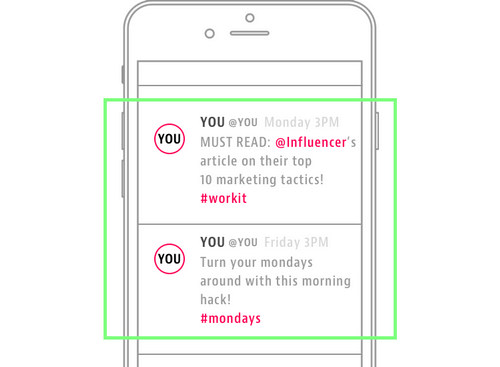 YOU
YOU @YOU Monday 3PM
MUST READ: @Influencer's
article on their top
10 marketing tactics!
#workit
YOU
YOU @YOU Friday 3PM
Turn your mondays
around with this morning
hack!
#mondays